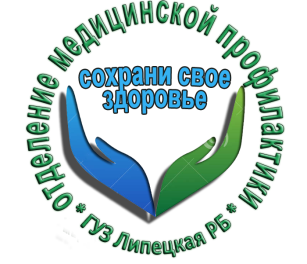 * ОТДЕЛЕНИЕ МЕДИЦИНСКОЙ ПРОФИЛАКТИКИ *
сохрани свое
здоровье
ГУЗ Липецкая РБ